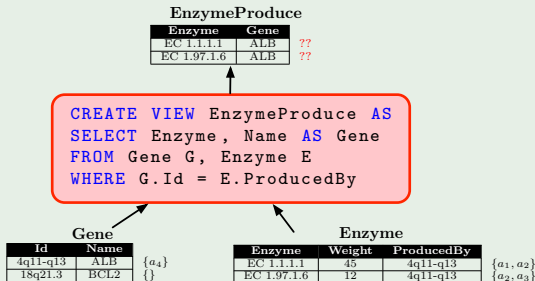 EnzymeProduce
Enzyme Gene
EC 1.1.1.1 ALB ??
EC 1.97.1.6 ALB ??
CREATE VIEW EnzymeProduce AS
SELECT Enzyme, Name AS Gene
FROM Gene G, Enzyme E
WHERE G.Id = E.ProducedBy
Gene
Id Name
4q11-q13 ALB {a4}
18q21.3 BCL2 {}
Enzyme
Enzyme Weight ProducedBy
EC 1.1.1.1 45 4q11-q13 {a1, a2}
EC 1.97.1.6 12 4q11-q13 {a2, a3}